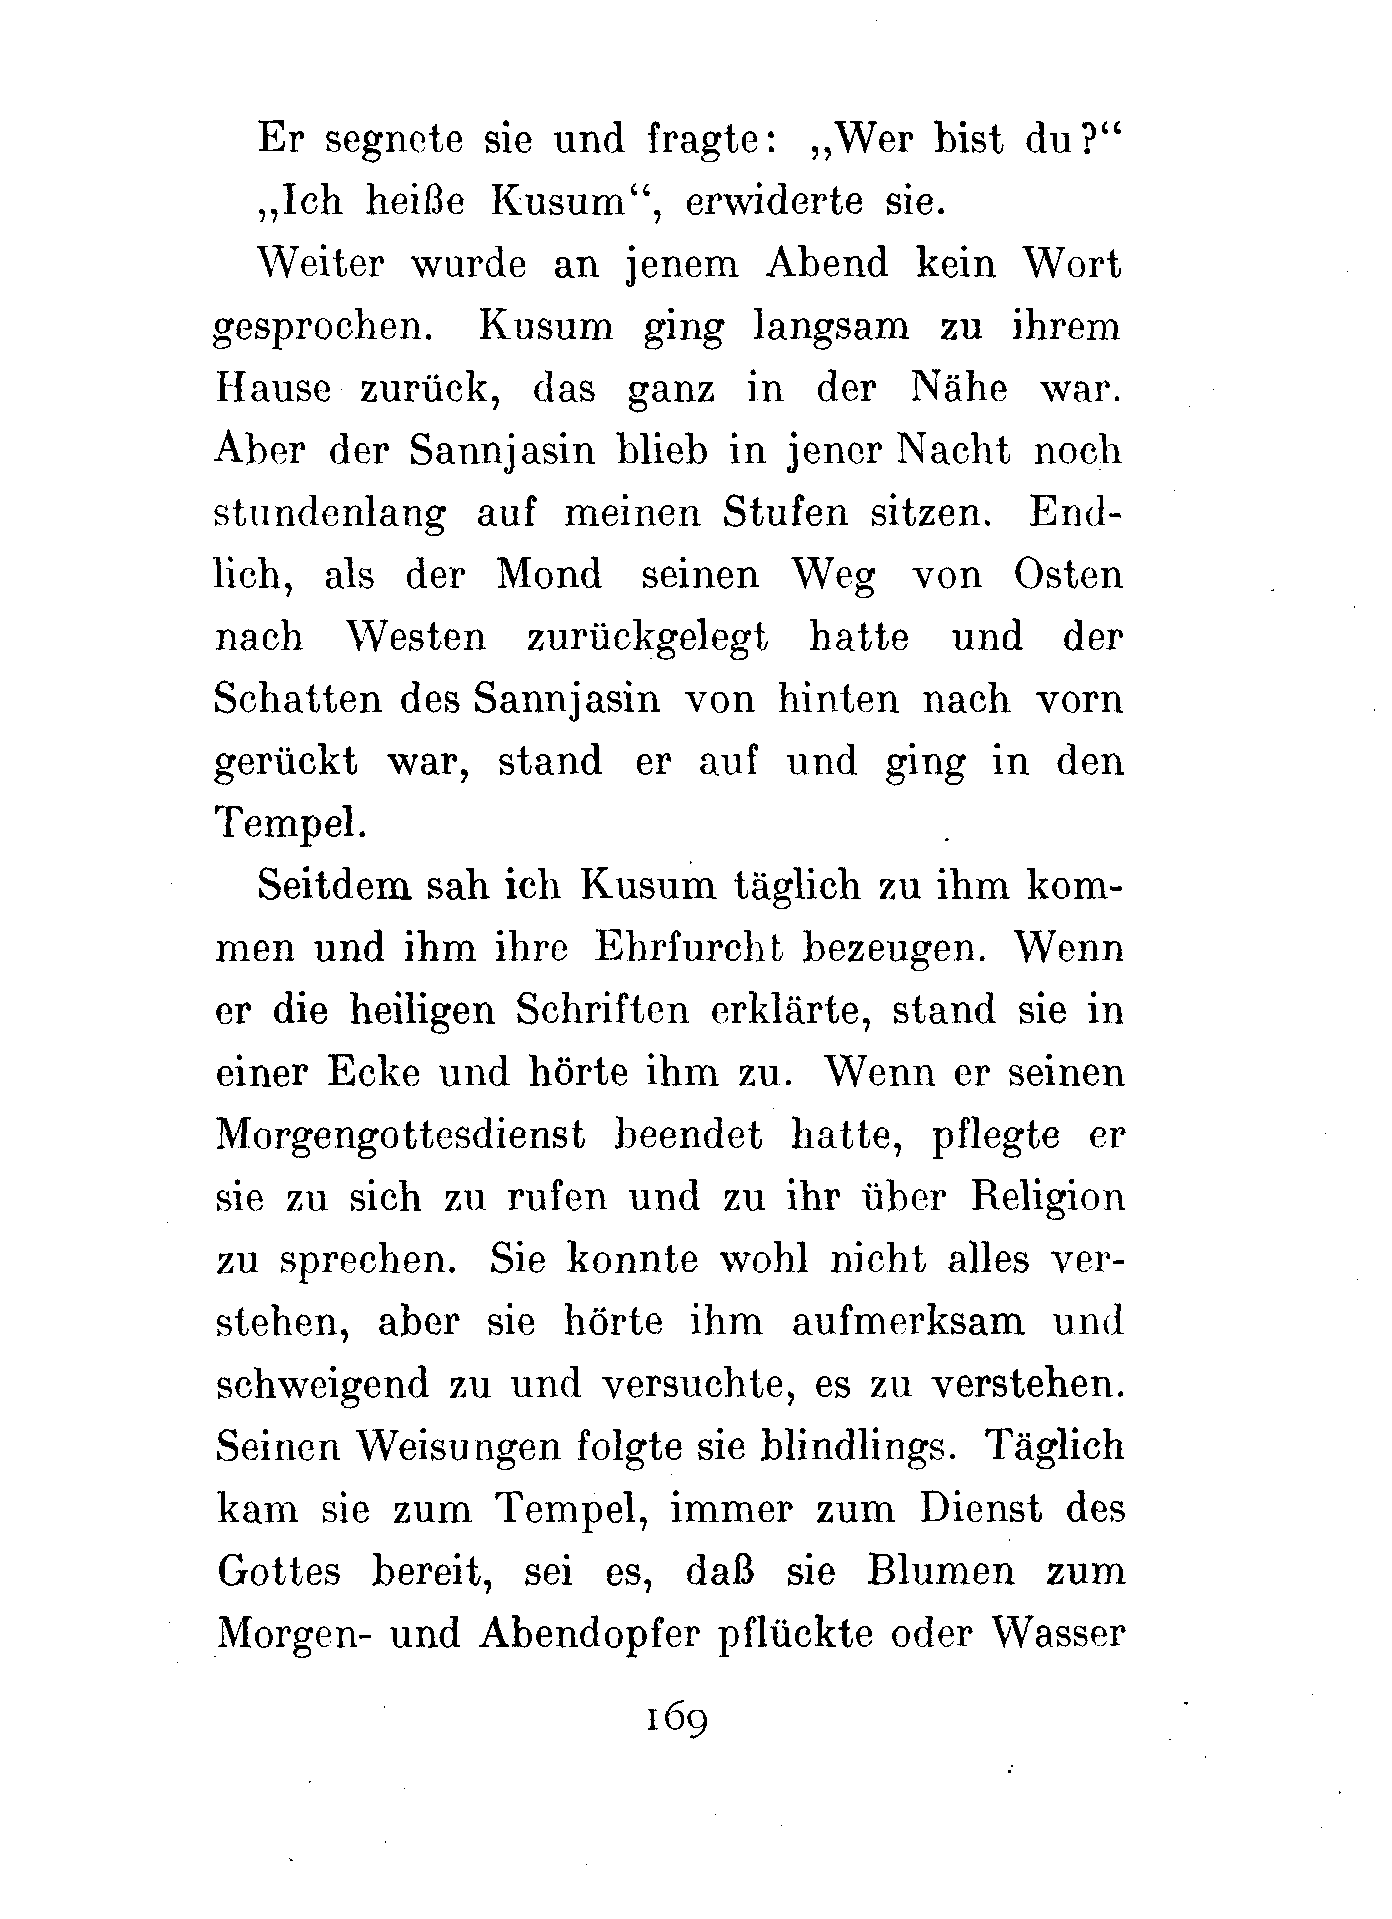 Er segnete sie und fragte: „Wer bist du?“
„Ich heiße Kusum“, erwiderte sie.
Weiter wurde an jenem Abend kein Wort
gesprochen. Kusum ging langsam zu ihrem
Hause zurück, das ganz in der Nähe war.
Aber der Sannjasin blieb in jener Nacht noch
stundenlang auf meinen Stufen sitzen. End-
lich, als der Mond seinen Weg von Osten
nach Westen zurückgelegt hatte und der
Schatten des Sannjasin von hinten nach vorn
gerückt war, stand er auf und ging in den
Tempel.
Seitdem sah ich Kusum täglich zu ihm kom-
men und ihm ihre Ehrfurcht bezeugen. Wenn
er die heiligen Schriften erklärte, stand sie in
einer Ecke und hörte ihm zu. Wenn er seinen
Morgengottesdienst beendet hatte, pflegte er
sie zu sich zu rufen und zu ihr über Religion
zu sprechen. Sie konnte wohl nicht alles ver-
stehen, aber sie hörte ihm aufmerksam und
schweigend zu und versuchte, es zu verstehen.
Seinen Weisungen folgte sie blindlings. Täglich
kam sie zum Tempel, immer zum Dienst des
Gottes bereit, sei es, daß sie Blumen zum
Morgen- und Abendopfer pflückte oder Wasser
169